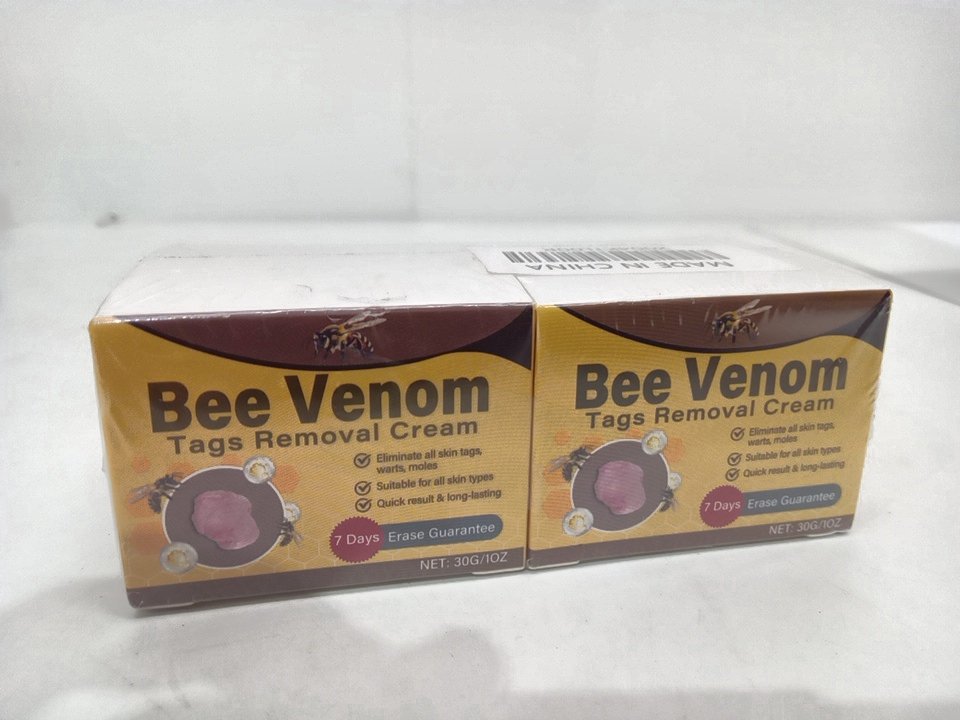 MADE IN CHINA
Bee Venom
Tags Removal Cream
Eliminate all skin tags,
warts, moles
Suitable for all skin types
Quick result & long-lasting
7 Days Erase Guarantee
NET: 30G/1OZ
Bee Venom
Tags Removal Cream
Eliminate all skin tags,
warts, moles
Suitable for all skin types
Quick result & long-lasting
7 Days Erase Guarantee
NET: 30G/1OZ